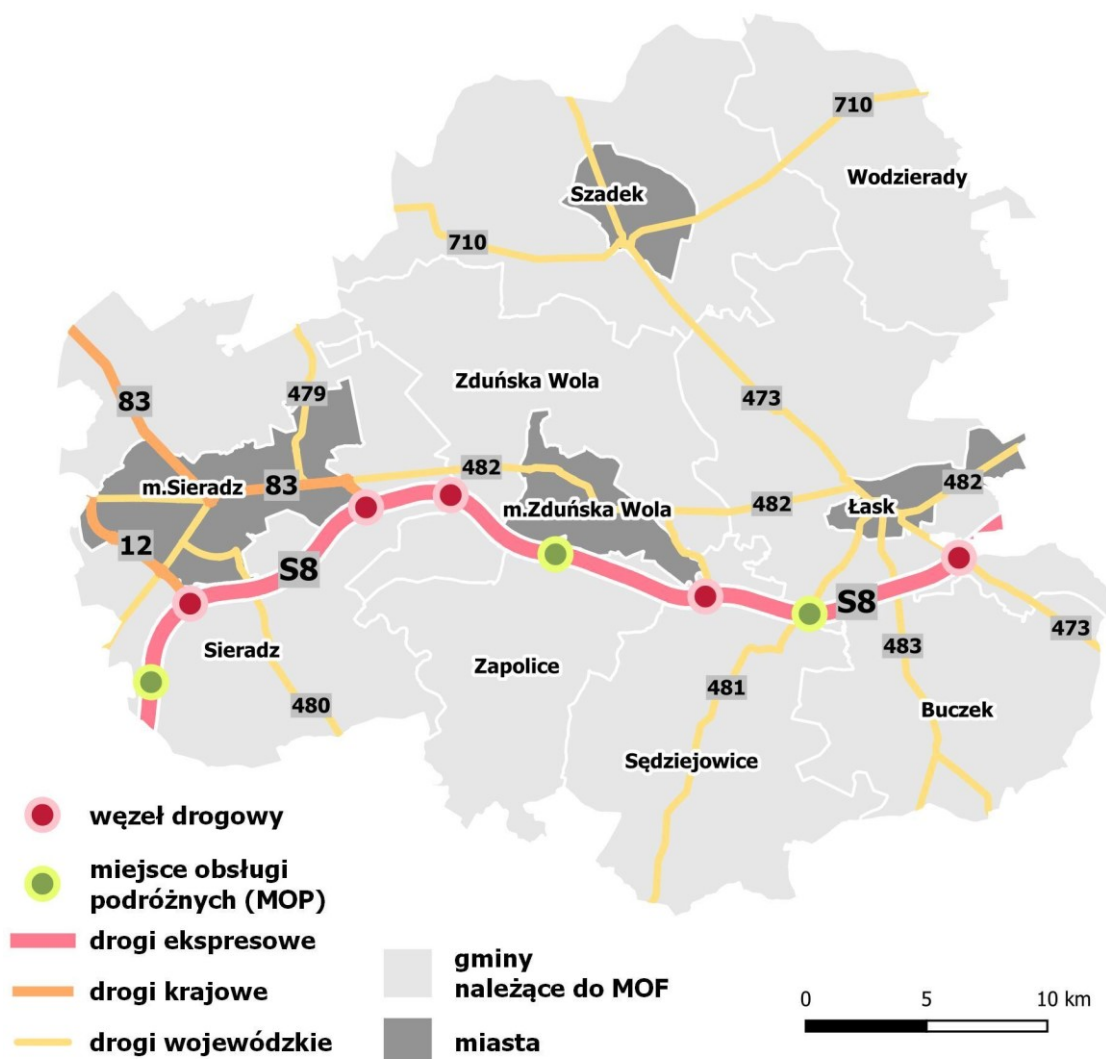 710
Szadek
Wodzierady
710
83
479
Zduńska Wola
473
m.Sieradz
83
482
482
482
Łask
m.Zduńska Wola
12
S8
S8
Sieradz
Zapolice
483
473
480
481
Buczek
Sędziejowice
węzeł drogowy
miejsce obsługi
podróżnych (MOP)
drogi ekspresowe
drogi krajowe
drogi wojewódzkie
gminy
należące do MOF
miasta
0 5 10 km